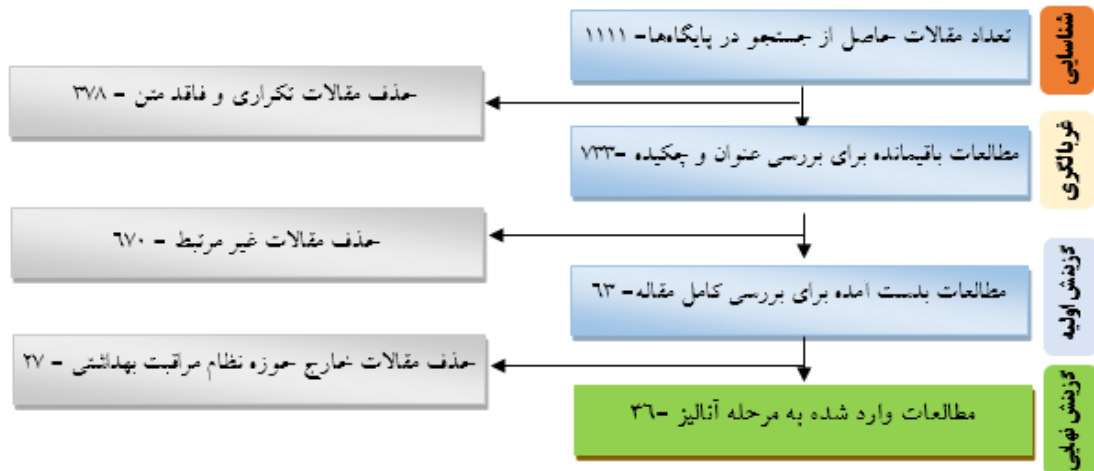 شناسایی
تعداد مقالات حاصل از جستجو در پایگاه‌ها- ۱۱۱۱
حذف مقالات تکراری و فاقد متن - ۳۷۸
غربالگری
مطالعات باقیمانده برای بررسی عنوان و چکیده -۷۳۳
حذف مقالات غیر مرتبط - ۶۷۰
گزینش اولیه
مطالعات بدست آمده برای بررسی کامل مقاله- ۶۳
حذف مقالات خارج حوزه نظام مراقبت بهداشتی - ۲۷
گزینش نهایی
مطالعات وارد شده به مرحله آنالیز -۳۶